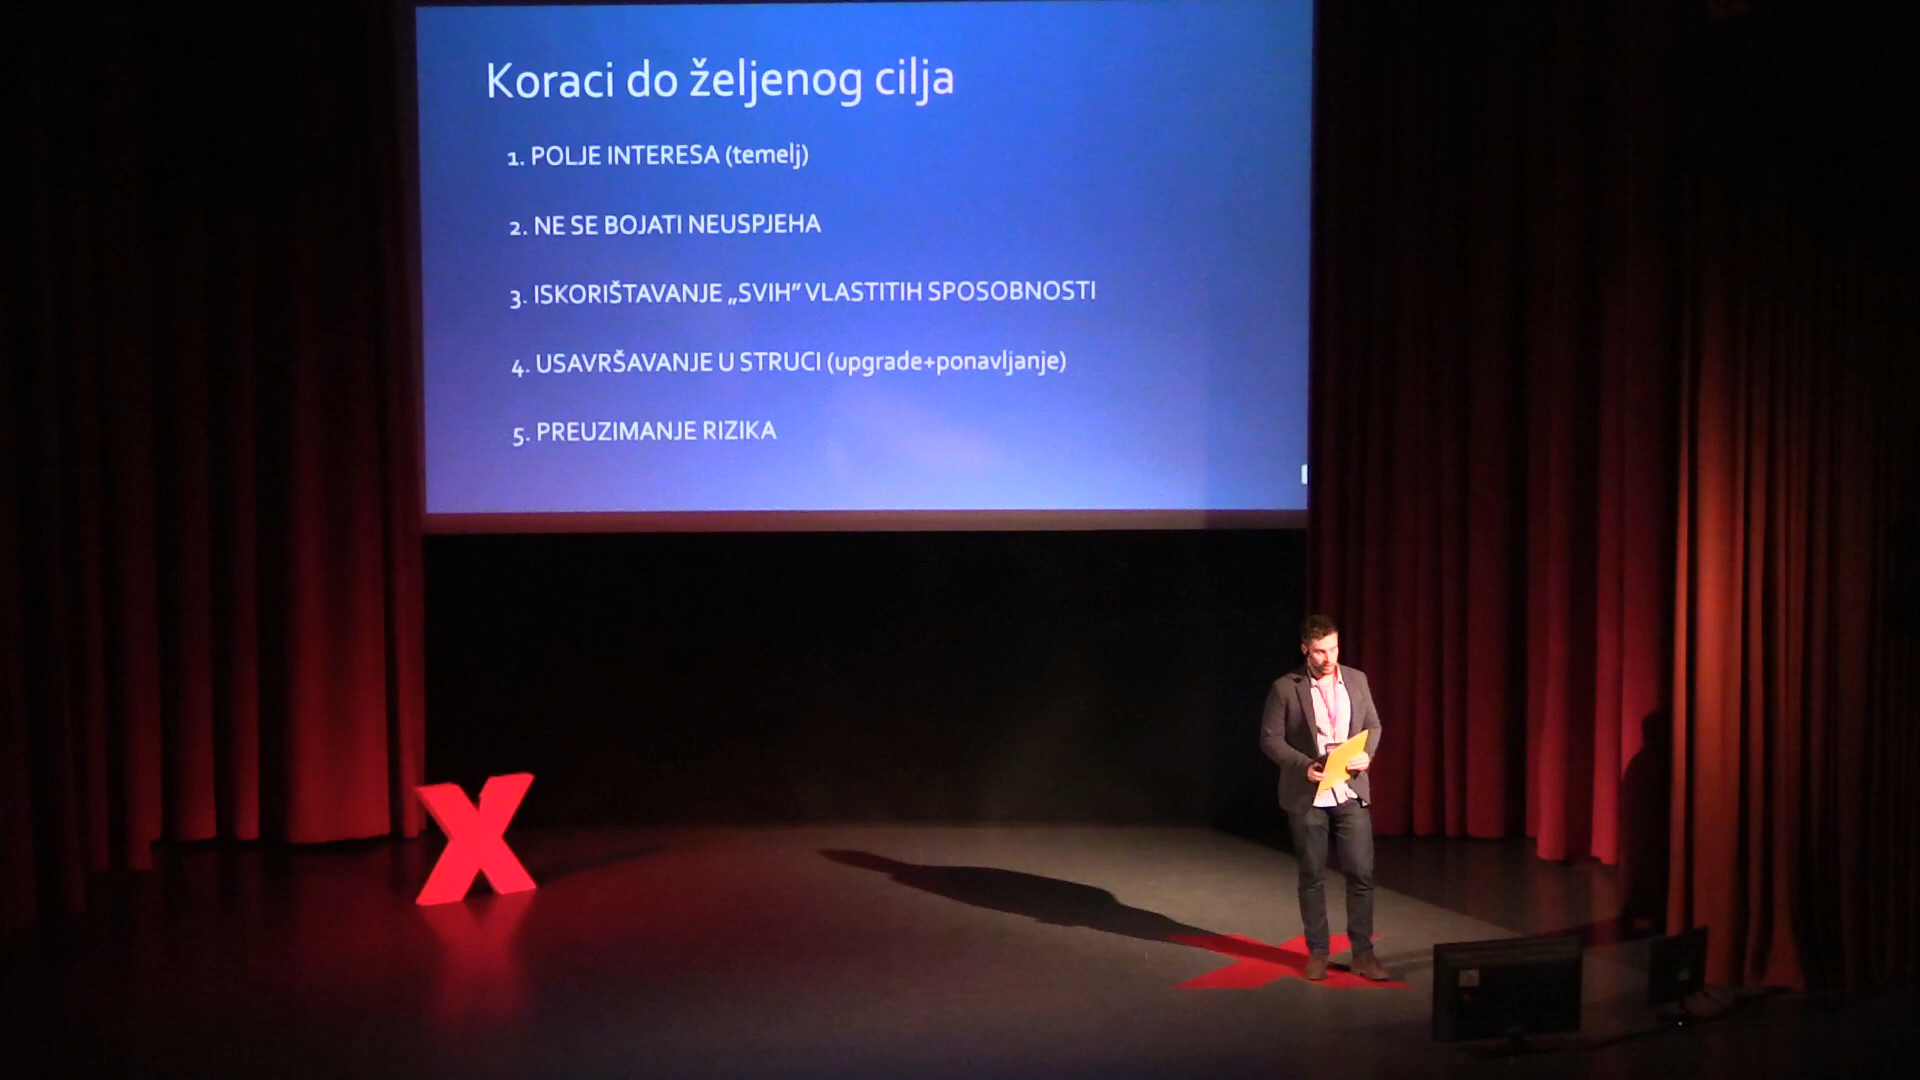 Koraci do željenog cilja
1. POLJE INTERESA (temelj)
2. NE SE BOJATI NEUSPJEHA
3. ISKORIŠTAVANJE „SVIH” VLASTITIH SPOSOBNOSTI
4. USAVRŠAVANJE U STRUCI (upgrade+ponavljanje)
5. PREUZIMANJE RIZIKA
X